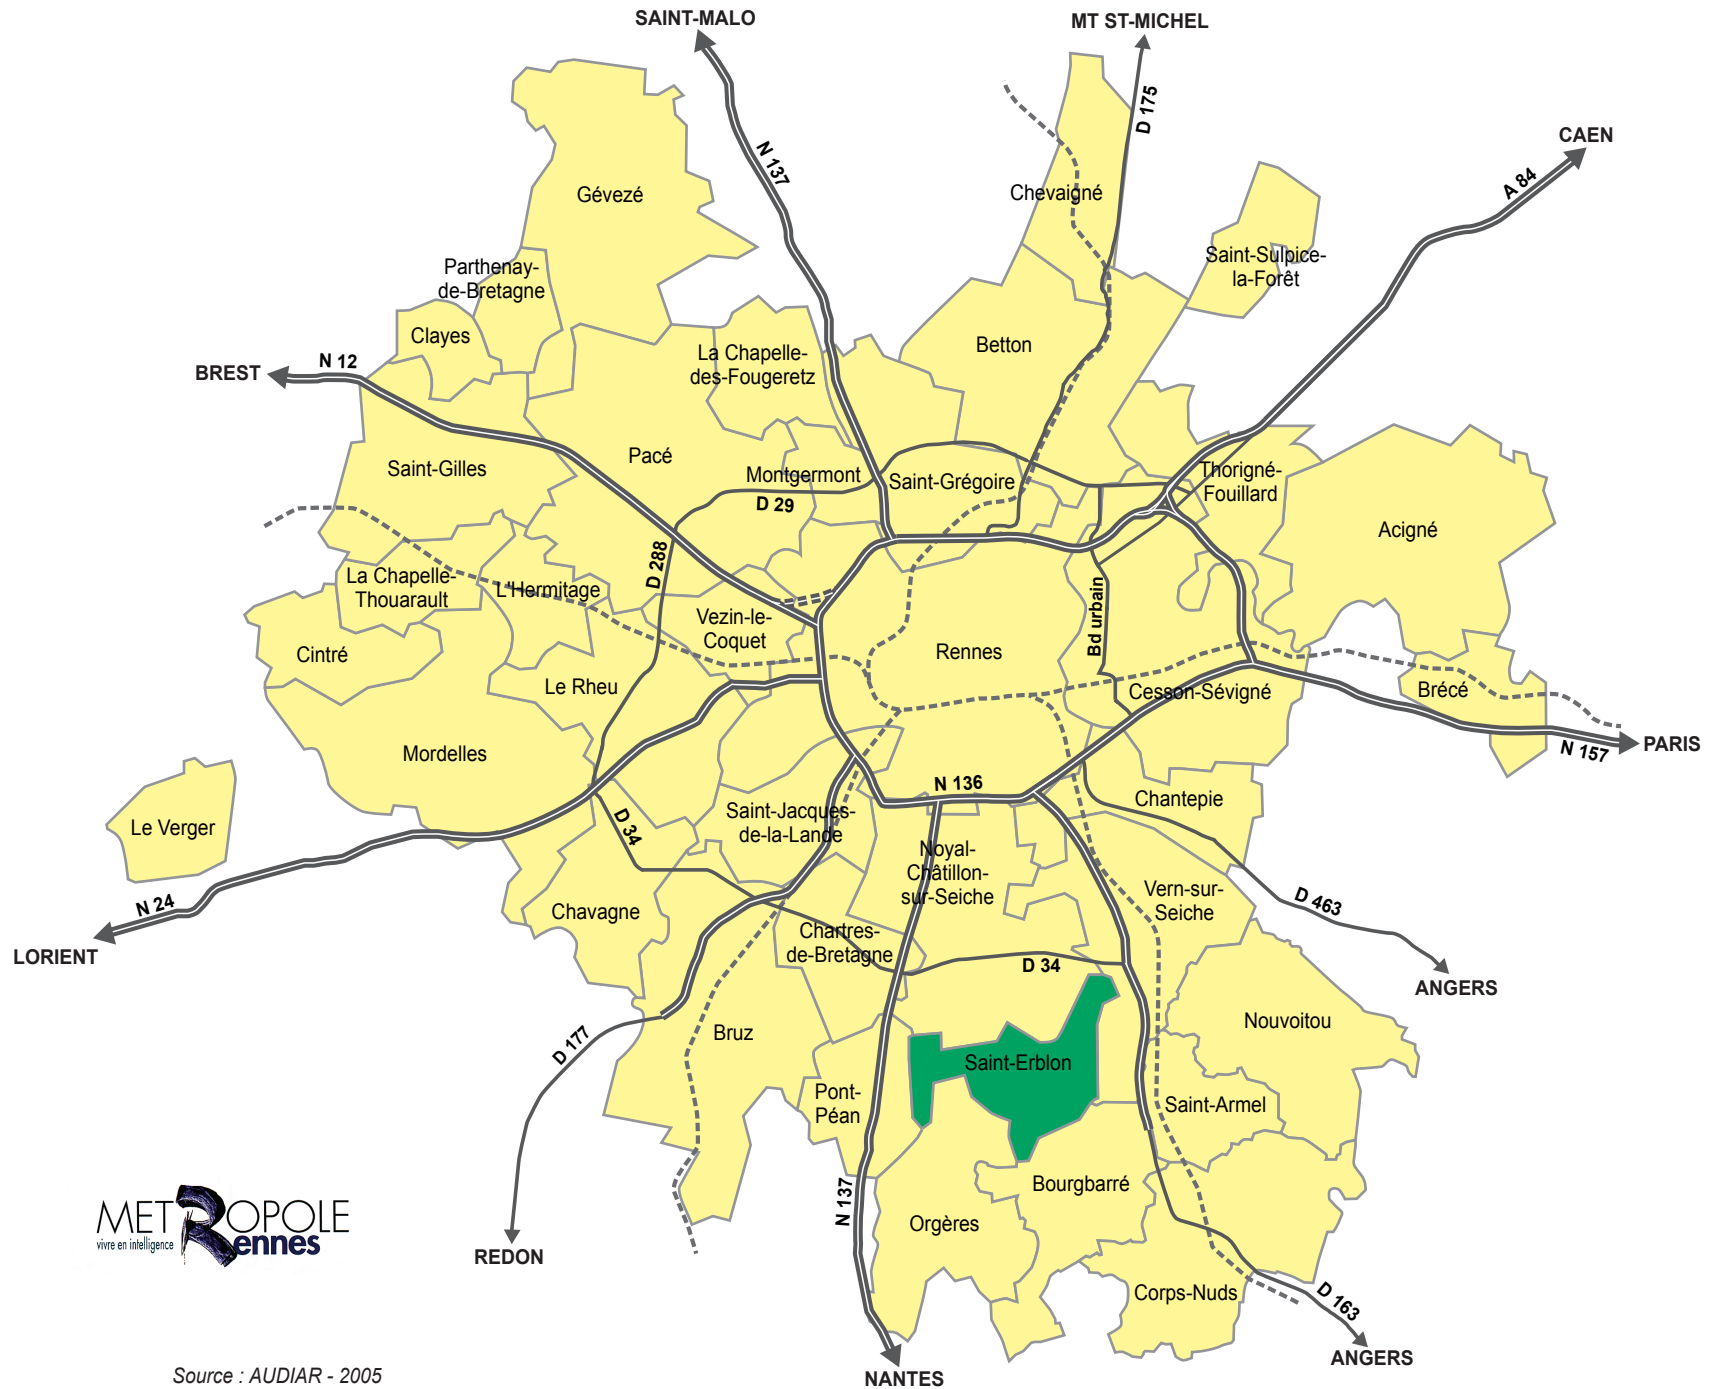 SAINT-MALO
MT ST-MICHEL
D 175
CAEN
N 137
A 84
Gévezé
Chevaigné
Saint-Sulpice-
la-Forêt
Parthenay-
de-Bretagne
Clayes
La Chapelle-
des-Fougeretz
Betton
N 12
BREST
Saint-Gilles
Pacé
Montgermont
Saint-Grégoire
Thorigné-
Fouillard
D 29
Acigné
D 288
La Chapelle-
Thouarault
L'Hermitage
Vezin-le-
Coquet
Bd urbain
Cintré
Rennes
Le Rheu
Cesson-Sévigné
Brécé
Mordelles
PARIS
N 157
N 136
Chantepie
Le Verger
Saint-Jacques-
de-la-Lande
D 34
Noyal-
Châtillon-
sur-Seiche
Vern-sur-
Seiche
N 24
Chavagne
D 463
LORIENT
Chartres-
de-Bretagne
D 34
ANGERS
Bruz
Nouvoitou
D 177
Saint-Erblon
Pont-
Péan
Saint-Armel
Bourgbarré
N 137
Orgères
METROPOLE
vivre en intelligence
Rennes
REDON
Corps-Nuds
D 163
ANGERS
NANTES
Source : AUDIAR - 2005